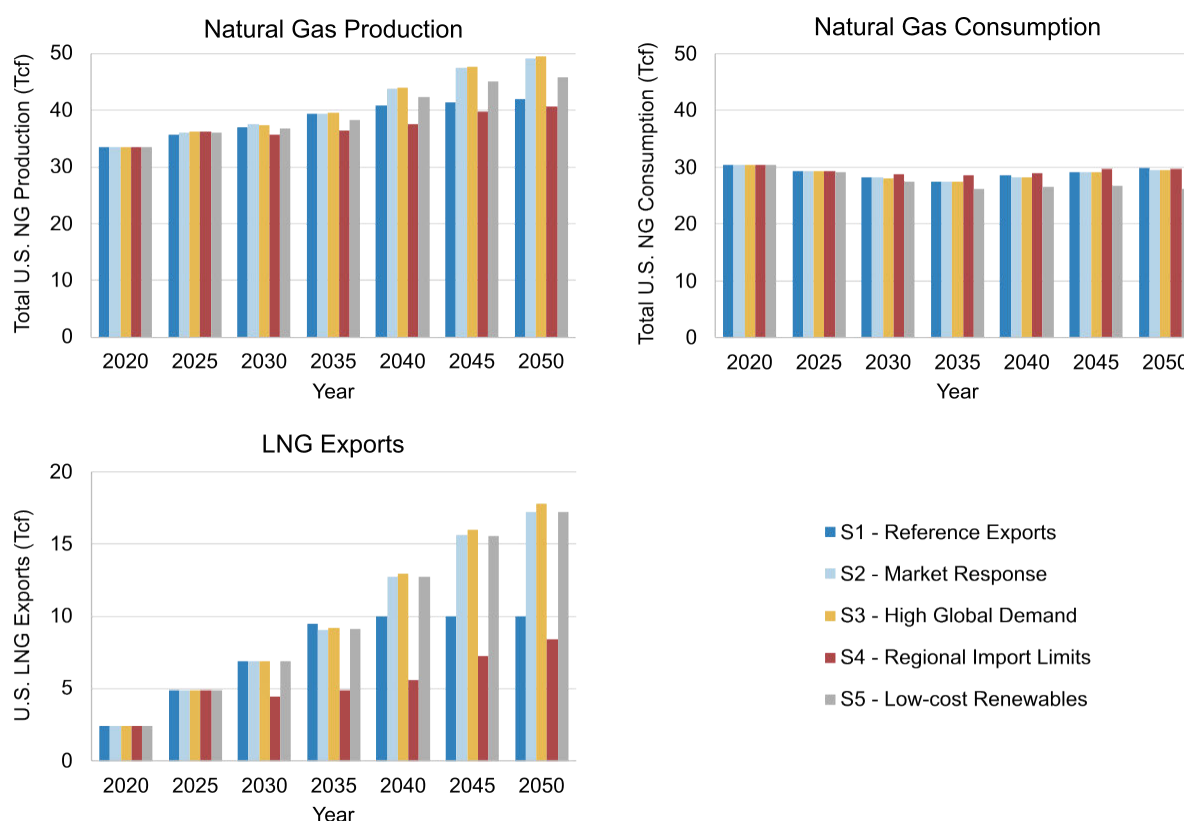 Natural Gas Production
Total U.S. NG Production (Tcf)
50
40
30
20
10
0
2020 2025 2030 2035 2040 2045 2050
Year
Natural Gas Consumption
Total U.S. NG Consumption (Tcf)
50
40
30
20
10
0
2020 2025 2030 2035 2040 2045 2050
Year
LNG Exports
U.S. LNG Exports (Tcf)
20
15
10
5
0
2020 2025 2030 2035 2040 2045 2050
Year
S1 - Reference Exports
S2 - Market Response
S3 - High Global Demand
S4 - Regional Import Limits
S5 - Low-cost Renewables